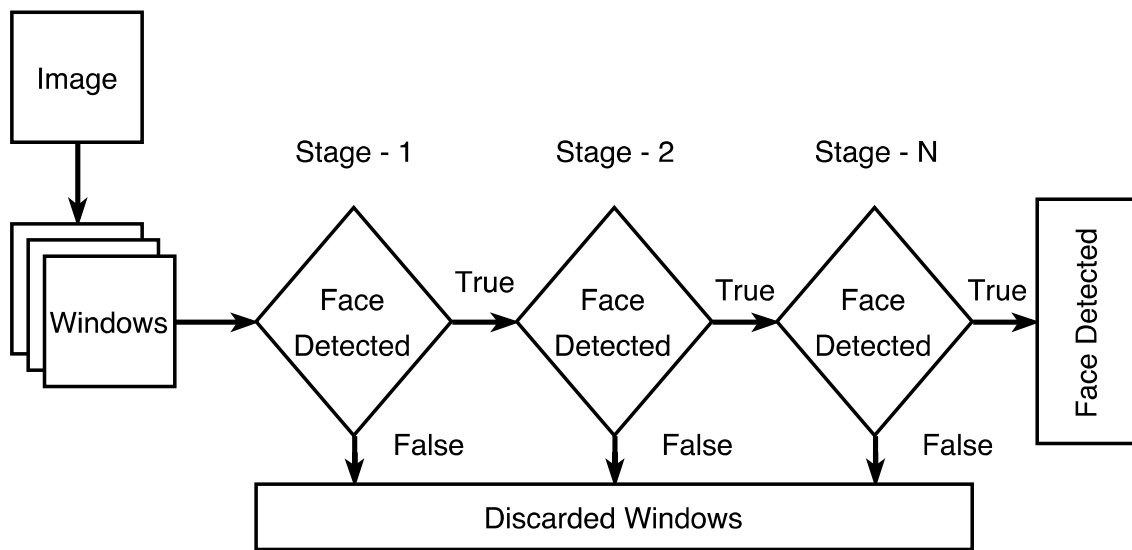 Image
Stage - 1
Stage - 2
Stage - N
Windows
Face
Detected
True
Face
Detected
True
Face
Detected
True
Face Detected
False
False
False
Discarded Windows